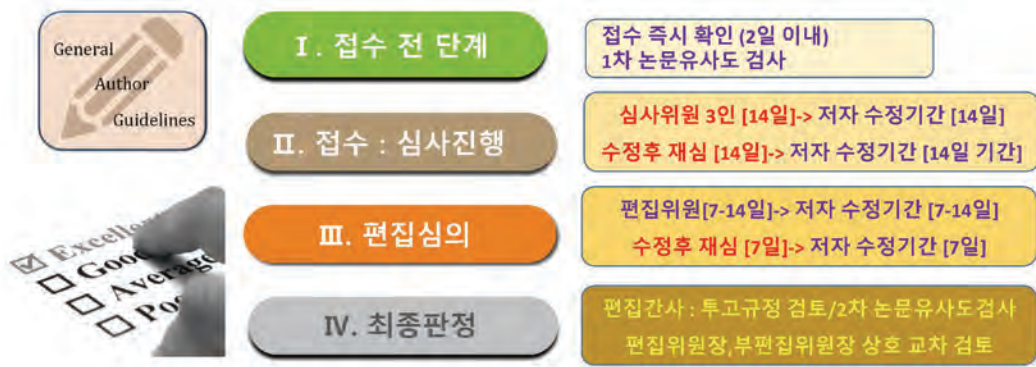 General
Author
Guidelines
Ⅰ. 접수 전 단계
접수 즉시 확인 (2일 이내)
1차 논문유사도 검사
Ⅱ. 접수 : 심사진행
심사위원 3인 [14일]-> 저자 수정기간 [14일]
수정후 재심 [14일]-> 저자 수정기간 [14일 기간]
Ⅲ. 편집심의
편집위원[7-14일]-> 저자 수정기간 [7-14일]
수정후 재심 [7일]-> 저자 수정기간 [7일]
Excelle
Good
Average
Poo
Ⅳ. 최종판정
편집간사 : 투고규정 검토/2차 논문유사도검사
편집위원장,부편집위원장 상호 교차 검토